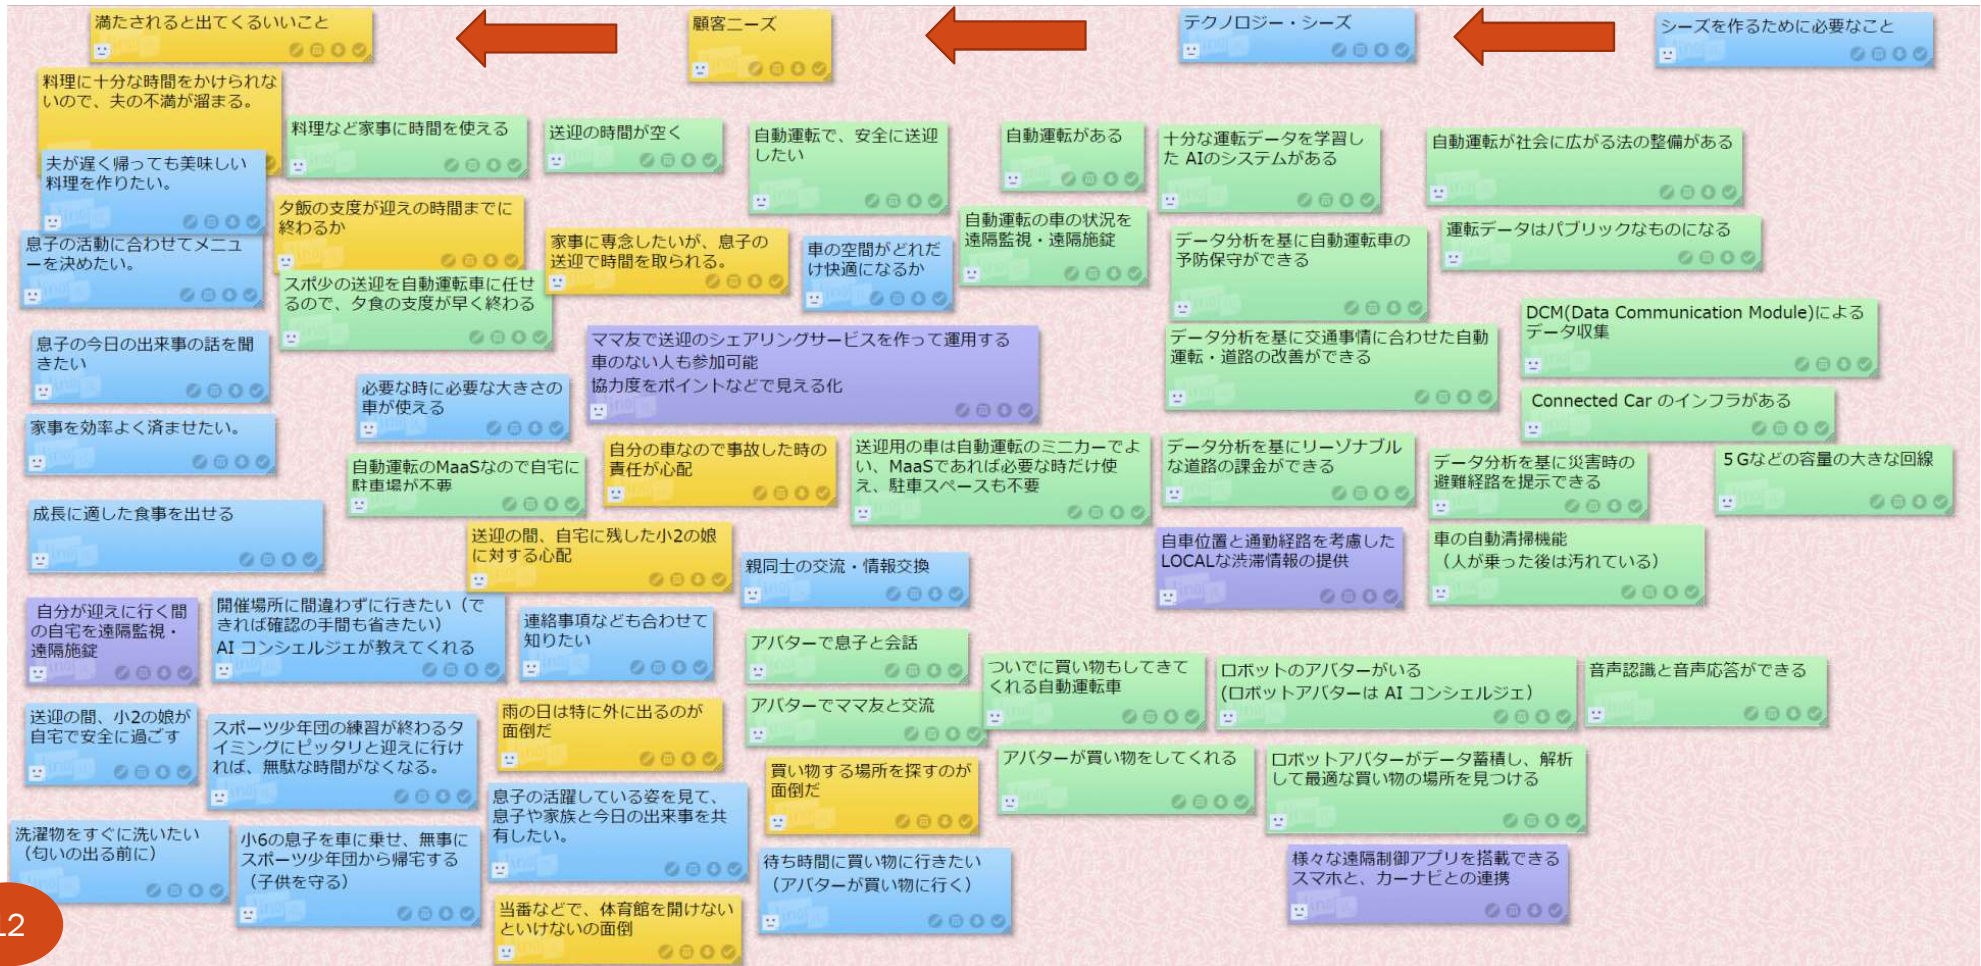 満たされると出てくるいいこと
顧客ニーズ
テクノロジー・シーズ
シーズを作るために必要なこと
料理に十分な時間をかけられな
いので、夫の不満が溜まる。
料理など家事に時間を使える
送迎の時間が空く
自動運転で、安全に送迎
したい
自動運転がある
十分な運転データを学習し
た AIのシステムがある
自動運転が社会に広がる法の整備がある
夫が遅く帰っても美味しい
料理を作りたい。
夕飯の支度が迎えの時間までに
終わるか
家事に専念したいが、息子の
送迎で時間を取られる。
車の空間がどれだ
け快適になるか
自動運転の車の状況を
遠隔監視・遠隔施錠
データ分析を基に自動運転車の
予防保守ができる
運転データはパブリックなものになる
息子の活動に合わせてメニュ
ーを決めたい。
スポ少の送迎を自動運転車に任せ
るので、夕食の支度が早く終わる
息子の今日の出来事の話を聞
きたい
ママ友で送迎のシェアリングサービスを作って運用する
車のない人も参加可能
協力度をポイントなどで見える化
データ分析を基に交通事情に合わせた自動
運転・道路の改善ができる
DCM(Data Communication Module)による
データ収集
必要な時に必要な大きさの
車が使える
Connected Car のインフラがある
家事を効率よく済ませたい。
自動運転のMaaSなので自宅に
駐車場が不要
自分の車なので事故した時の
責任が心配
送迎用の車は自動運転のミニカーでよ
い、MaaSであれば必要な時だけ使
え、駐車スペースも不要
データ分析を基にリーゾナブル
な道路の課金ができる
データ分析を基に災害時の
避難経路を提示できる
５Gなどの容量の大きな回線
成長に適した食事を出せる
送迎の間、自宅に残した小2の娘
に対する心配
親同士の交流・情報交換
自車位置と通勤経路を考慮した
LOCALな渋滞情報の提供
車の自動清掃機能
（人が乗った後は汚れている）
自分が迎えに行く間
の自宅を遠隔監視・
遠隔施錠
開催場所に間違わずに行きたい（で
きれば確認の手間も省きたい）
AI コンシェルジェが教えてくれる
連絡事項なども合わせて
知りたい
アバターで息子と会話
ついでに買い物もしてきて
くれる自動運転車
ロボットのアバターがいる
(ロボットアバターは AI コンシェルジェ）
音声認識と音声応答ができる
送迎の間、小2の娘が
自宅で安全に過ごす
スポーツ少年団の練習が終わるタ
イミングにピッタリと迎えに行け
れば、無駄な時間がなくなる。
雨の日は特に外に出るのが
面倒だ
アバターでママ友と交流
買い物する場所を探すのが
面倒だ
アバターが買い物をしてくれる
ロボットアバターがデータ蓄積し、解析
して最適な買い物の場所を見つける
洗濯物をすぐに洗いたい
（匂いの出る前に）
小6の息子を車に乗せ、無事に
スポーツ少年団から帰宅する
（子供を守る）
息子の活躍している姿を見て、
息子や家族と今日の出来事を共
有したい。
待ち時間に買い物に行きたい
（アバターが買い物に行く）
様々な遠隔制御アプリを搭載できる
スマホと、カーナビとの連携
当番などで、体育館を開けない
といけないの面倒
12